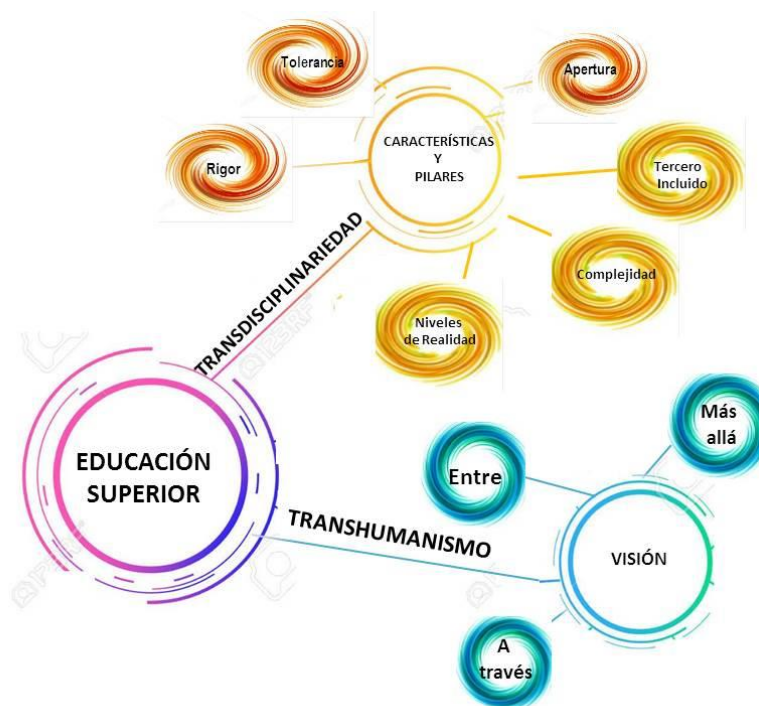 Tolerancia
Apertura
CARACTERÍSTICAS
Y
PILARES
Rigor
Tercero
Incluido
Complejidad
Niveles
de Realidad
TRANSDISCIPLINARIEDAD
EDUCACIÓN
SUPERIOR
TRANSHUMANISMO
Más
allá
Entre
VISIÓN
A
través